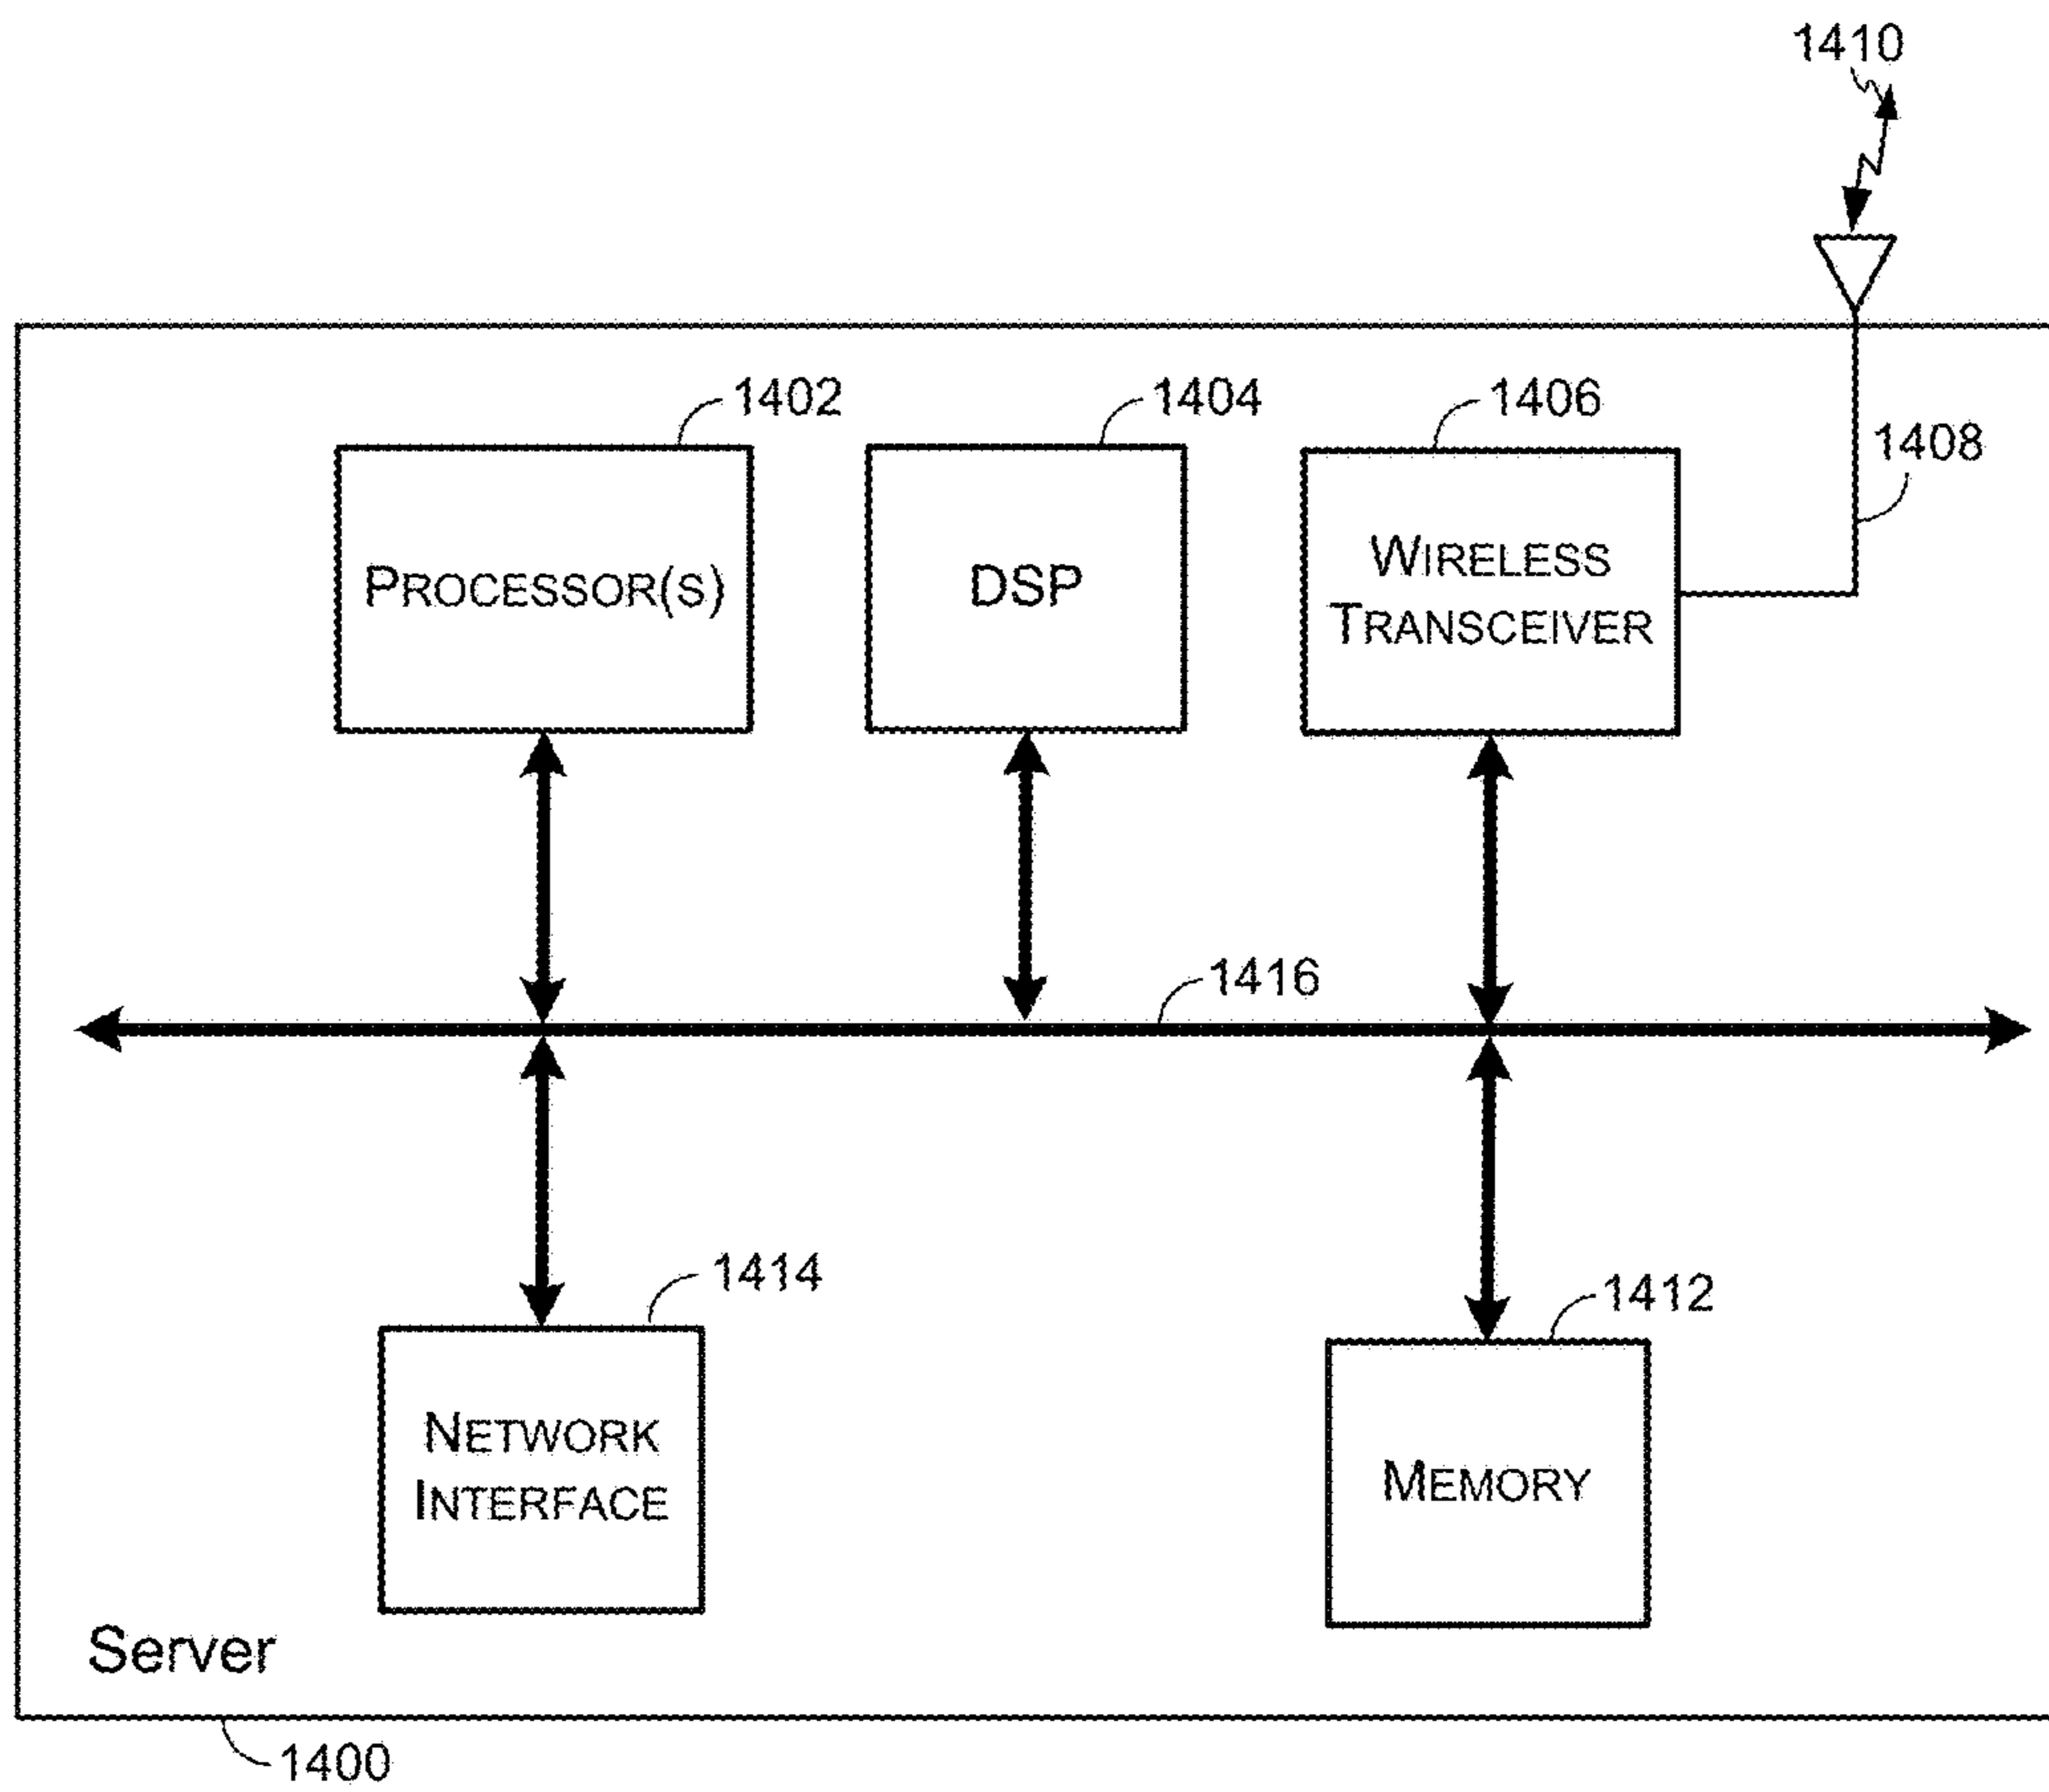 1410
1402
1404
1406
1408
PROCESSOR(S)
DSP
WIRELESS
TRANSCEIVER
1416
1414
1412
NETWORK
INTERFACE
MEMORY
Server
1400